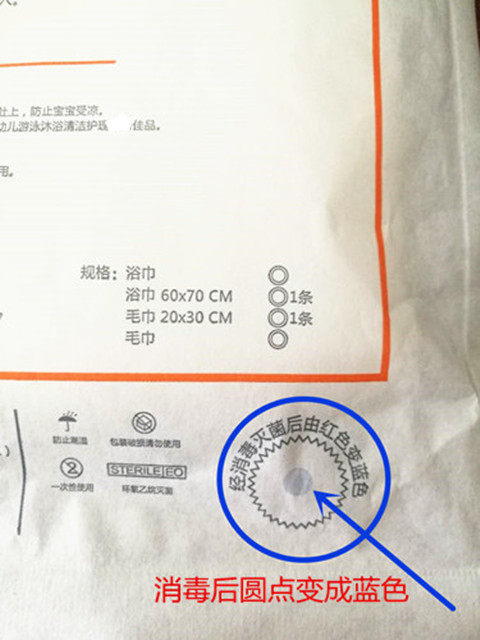 肚上，防止宝宝受凉。
幼儿游泳沐浴清洁护理 佳品。
用。
规格：浴巾
浴巾 60x70 CM 1条
毛巾 20x30 CM 1条
毛巾
防止潮湿
包装破损请勿使用
一次性使用
STERILE EO
环氧乙烷灭菌
经消毒灭菌后由红色变蓝色
消毒后圆点变成蓝色